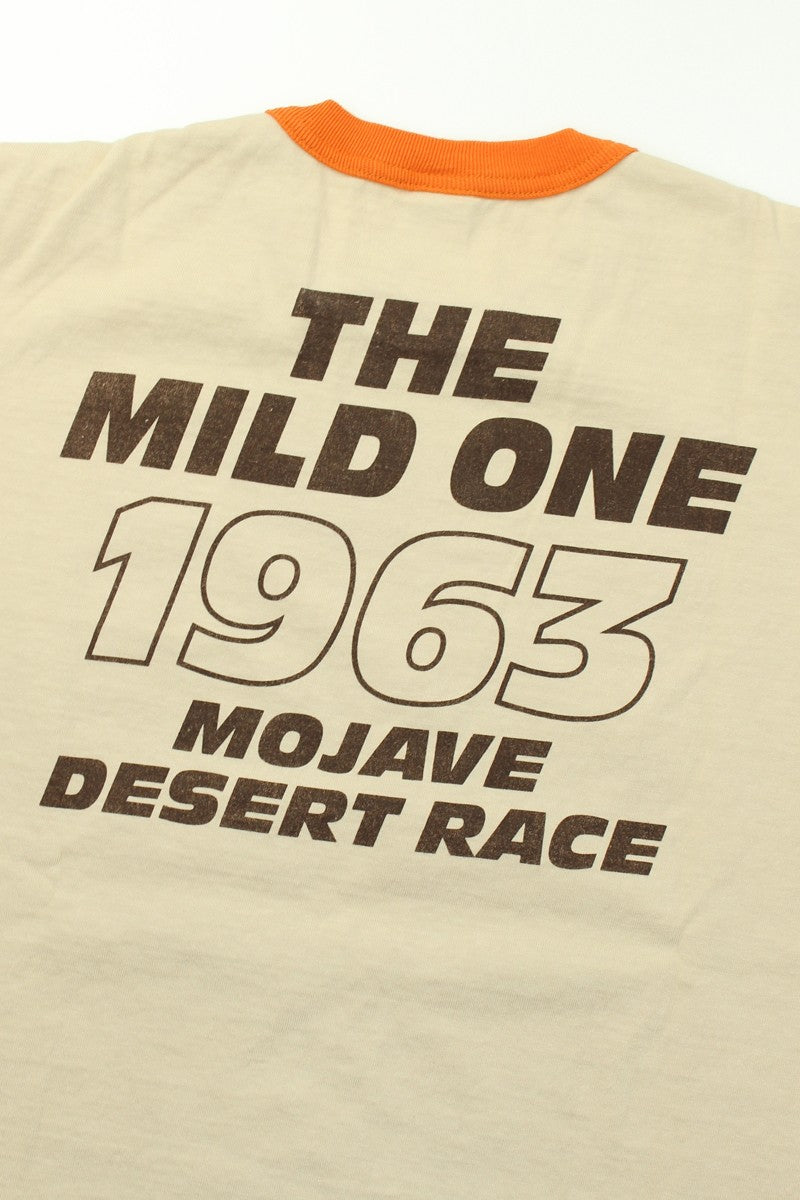 THE
MILD ONE
1963
MOJAVE
DESERT RACE